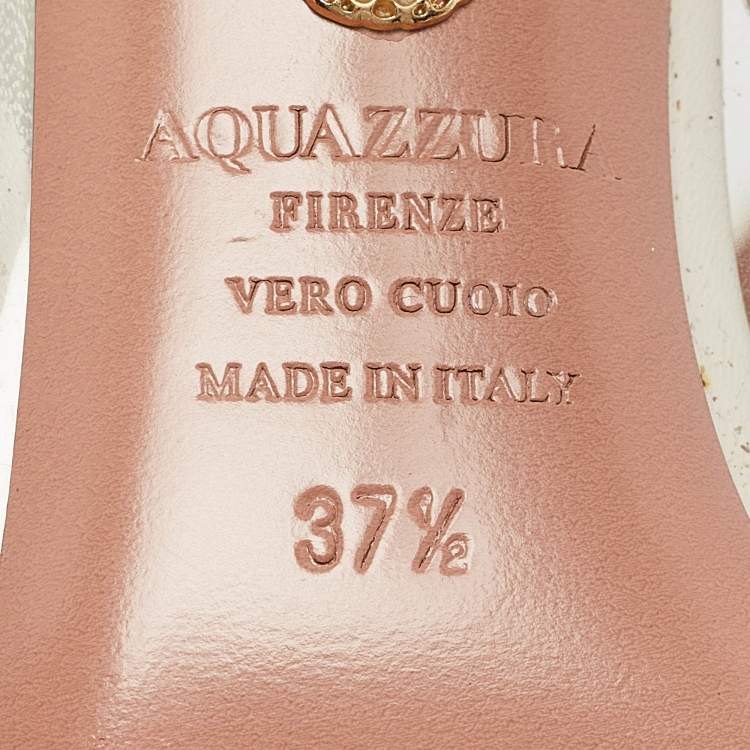 AQUAZZURA
FIRENZE
VERO CUOIO
MADE IN ITALY
37½